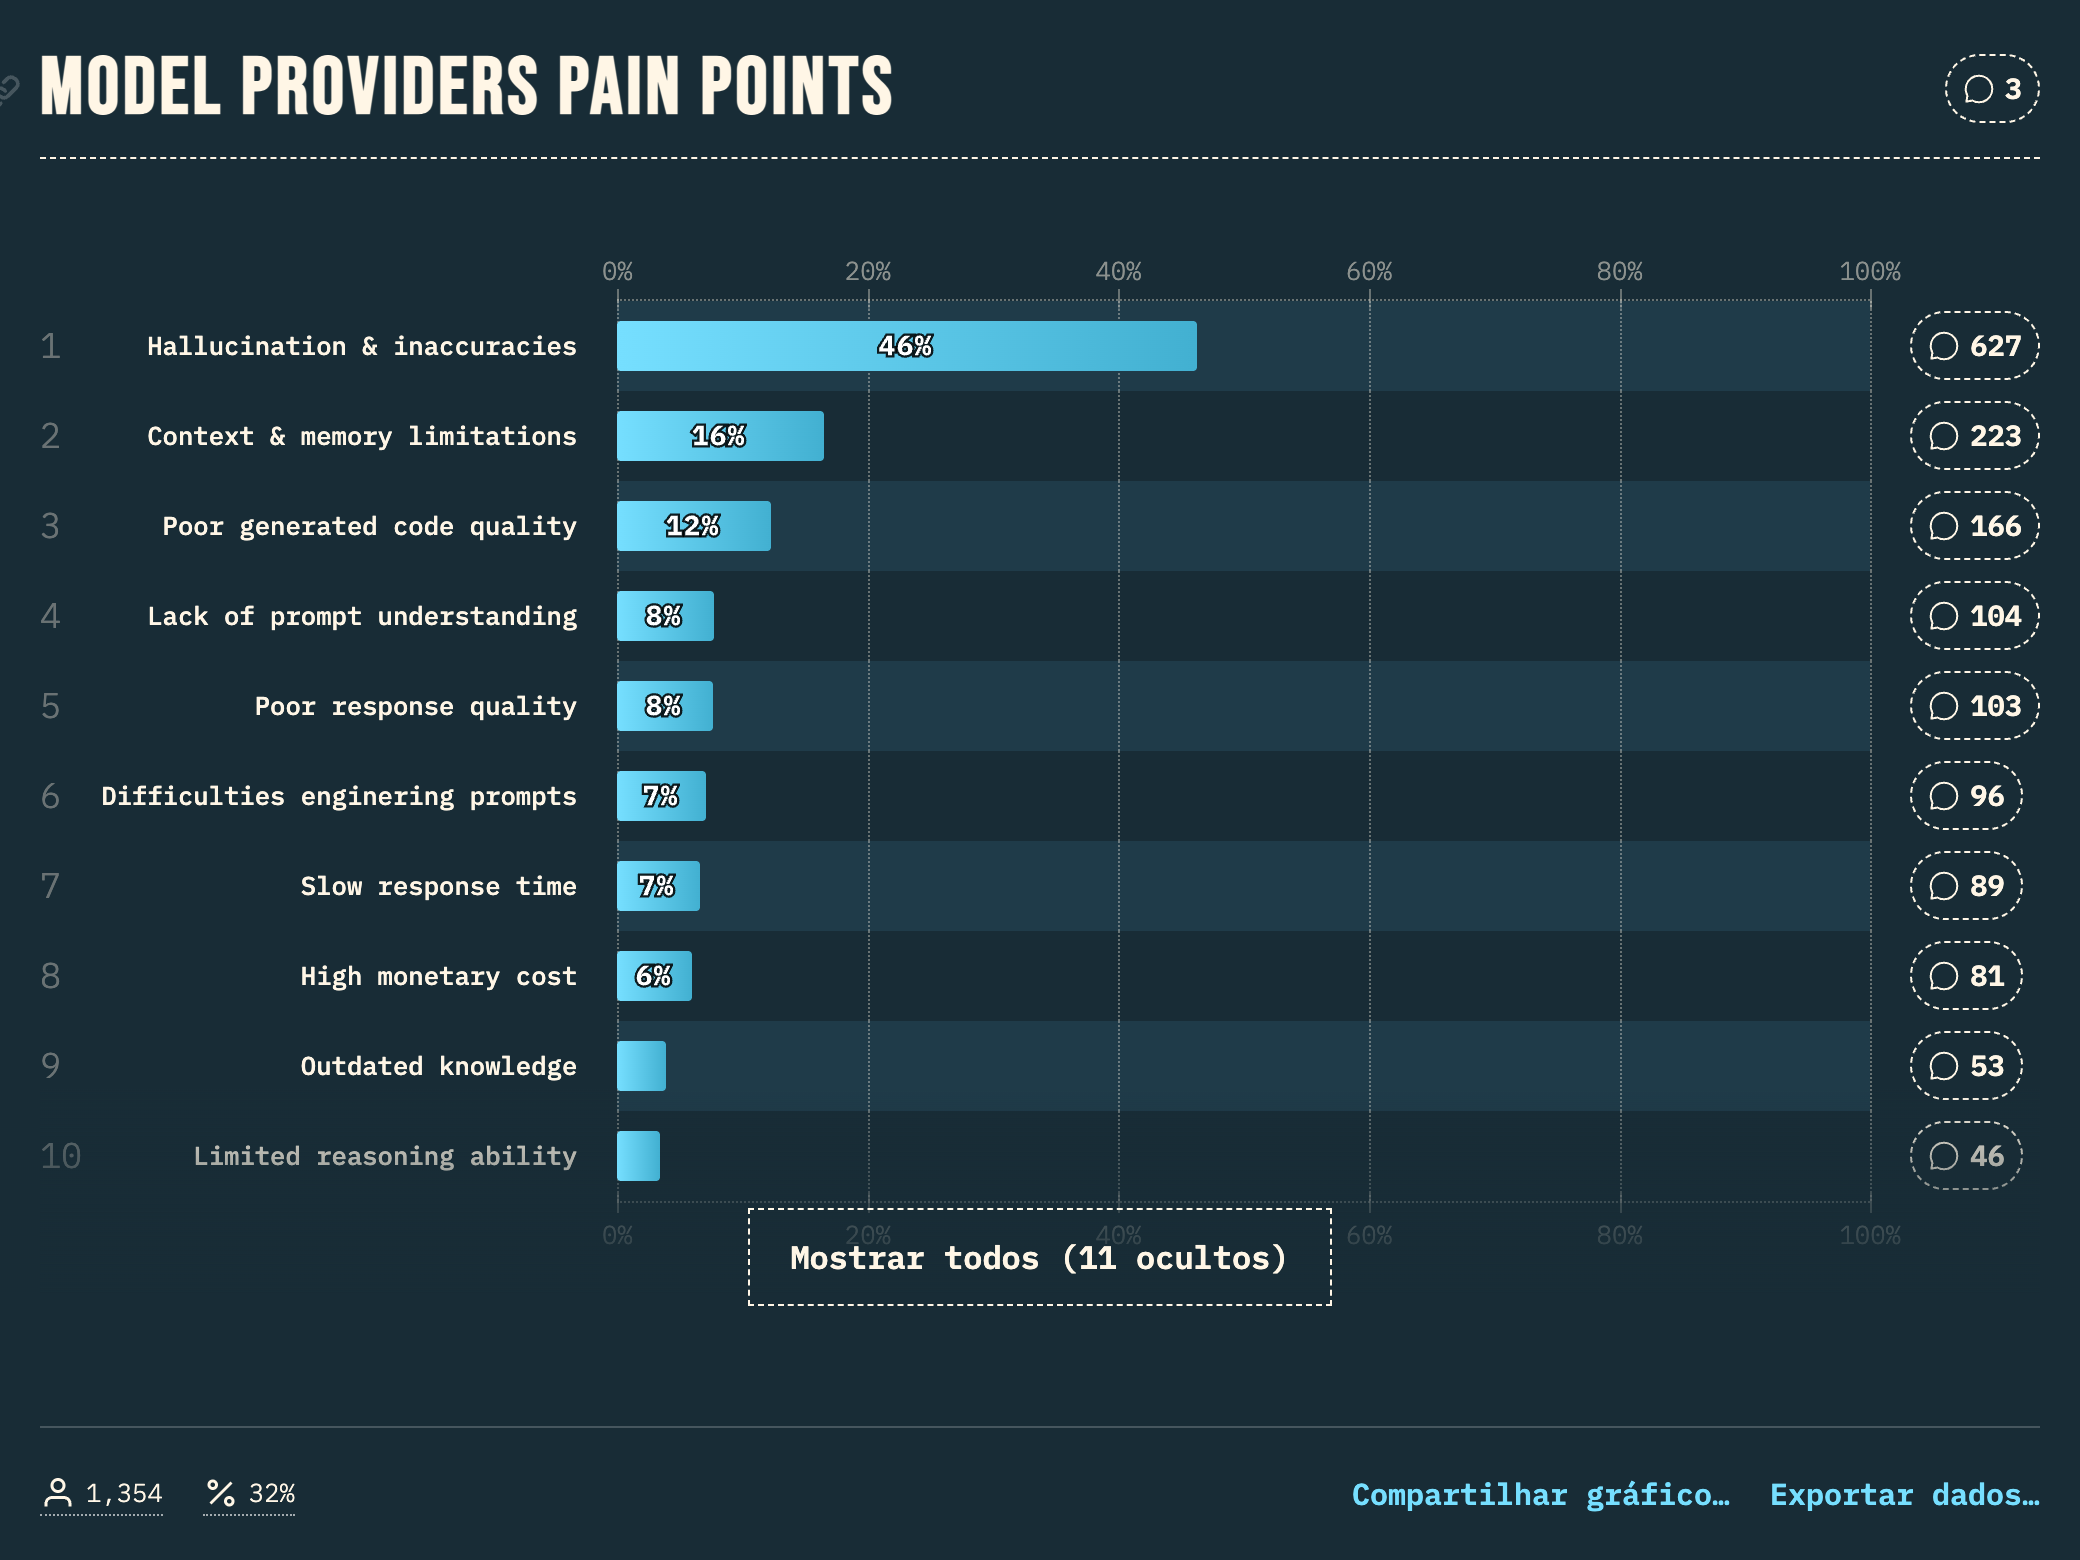 MODEL PROVIDERS PAIN POINTS
3
0% 20% 40% 60% 80% 100%
1 Hallucination & inaccuracies 46% 627
2 Context & memory limitations 16% 223
3 Poor generated code quality 12% 166
4 Lack of prompt understanding 8% 104
5 Poor response quality 8% 103
6 Difficulties enginering prompts 7% 96
7 Slow response time 7% 89
8 High monetary cost 6% 81
9 Outdated knowledge 53
10 Limited reasoning ability 46
0% 20% 40% 60% 80% 100%
Mostrar todos (11 ocultos)
1,354 32% Compartilhar gráfico… Exportar dados…